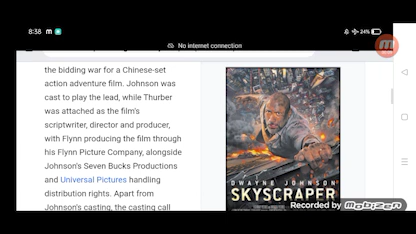 8:38 m
24%
No internet connection
the bidding war for a Chinese-set
action adventure film. Johnson was
cast to play the lead, while Thurber
was attached as the film's
scriptwriter, director and producer,
with Flynn producing the film through
his Flynn Picture Company, alongside
Johnson's Seven Bucks Productions
and Universal Pictures handling
distribution rights. Apart from
Johnson's casting, the casting call
DWAYNE JOHNSON
SKYSCRAPER
Recorded by mobizen